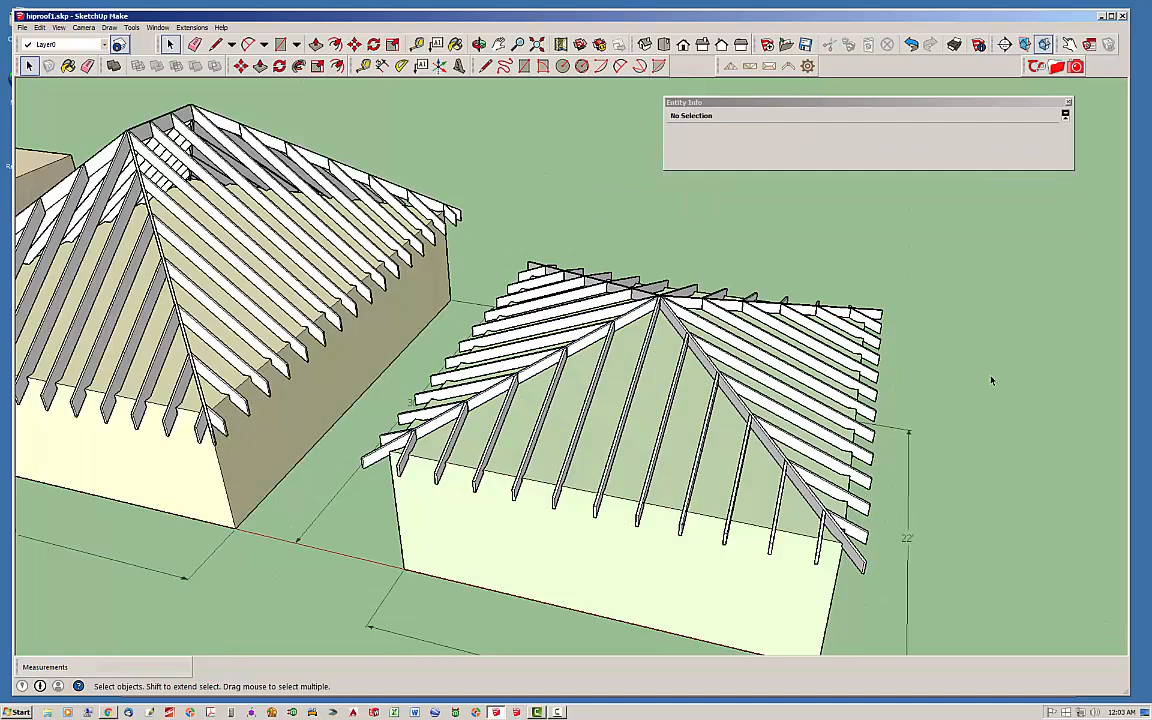 hiproof1.skp - SketchUp Make
File Edit View Camera Draw Tools Window Extensions Help
Layer0
Entity Info
No Selection
22'
Measurements
Select objects. Shift to extend select. Drag mouse to select multiple.
Start
12:03 AM